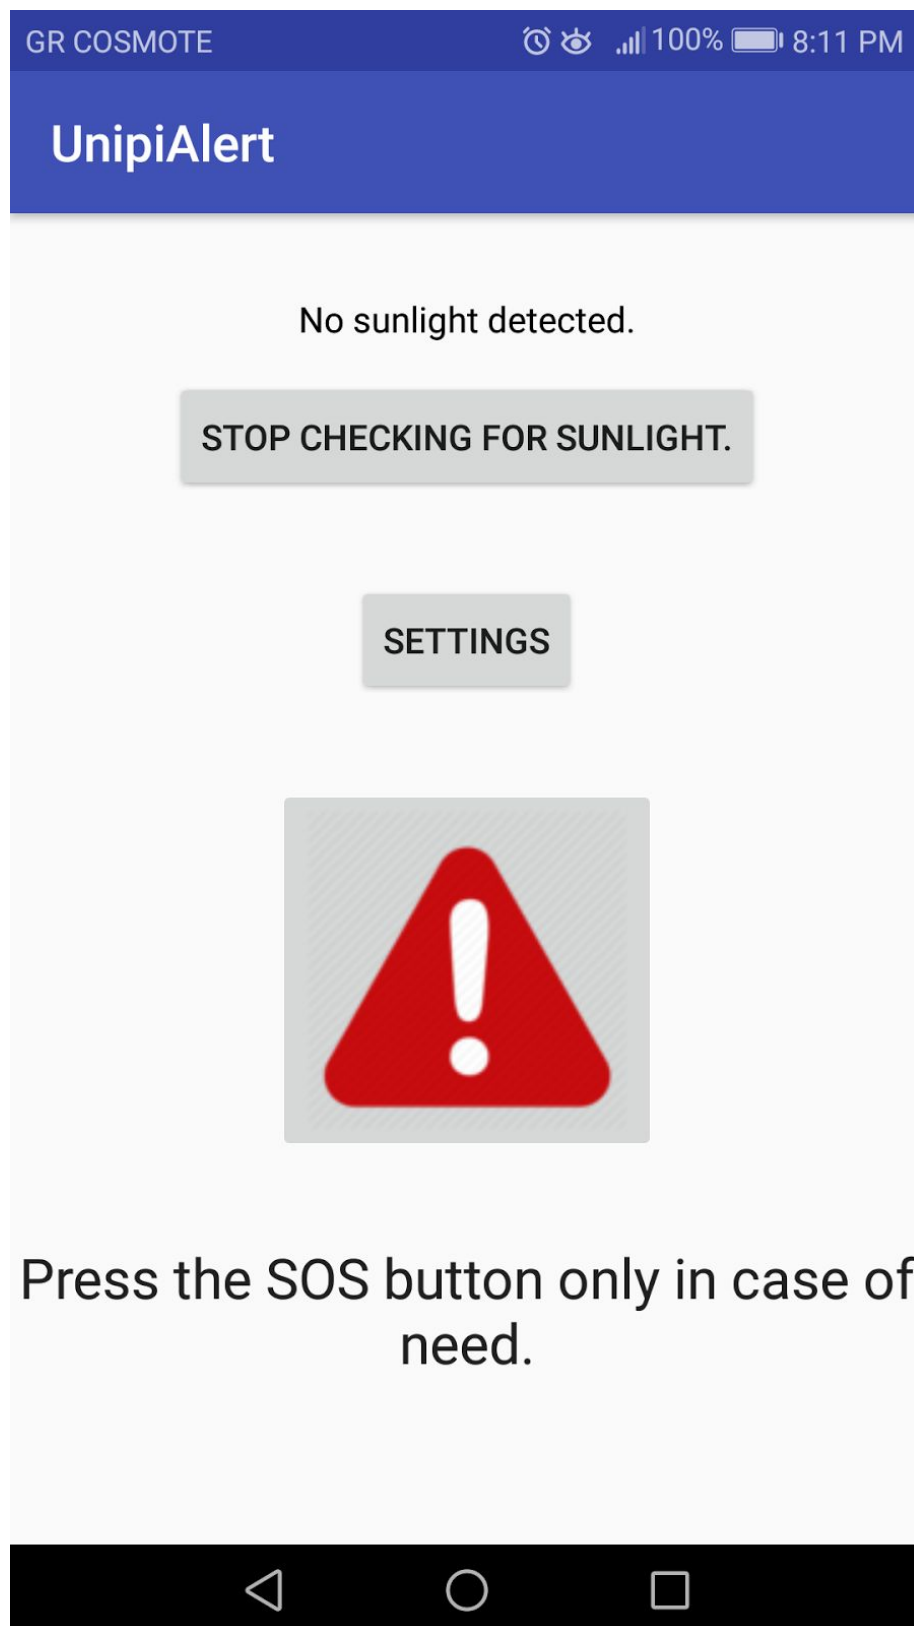 GR COSMOTE 100% 8:11 PM
UnipiAlert
No sunlight detected.
STOP CHECKING FOR SUNLIGHT.
SETTINGS
Press the SOS button only in case of
need.